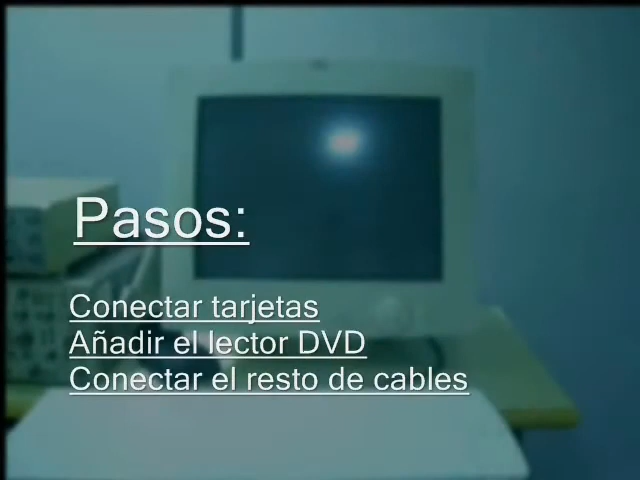 Pasos:
Conectar tarjetas
Añadir el lector DVD
Conectar el resto de cables